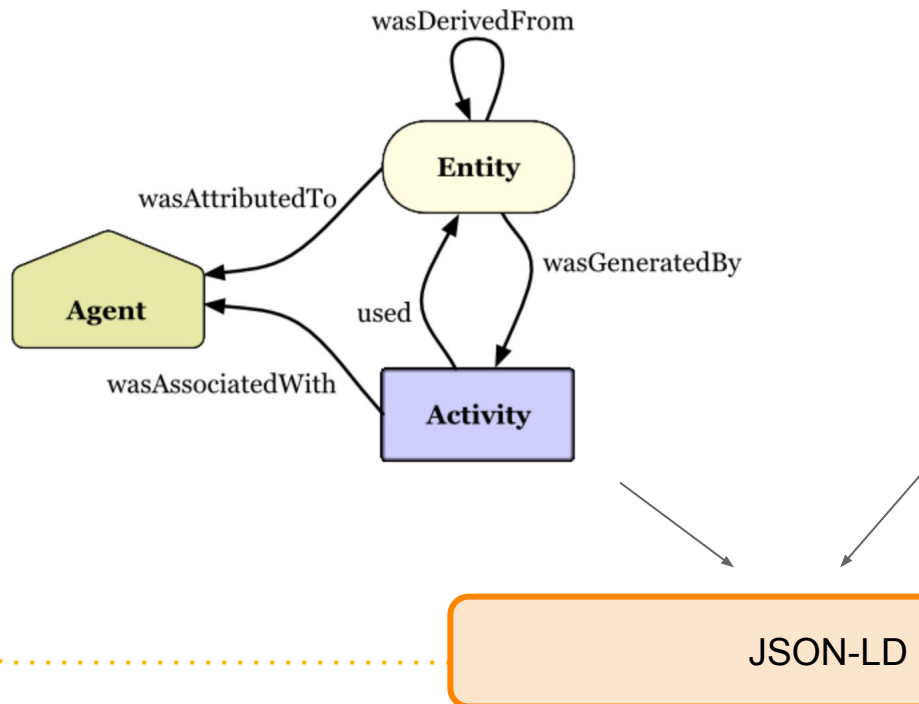 wasDerivedFrom
Entity
wasAttributedTo
wasGeneratedBy
Agent
used
wasAssociatedWith
Activity
JSON-LD